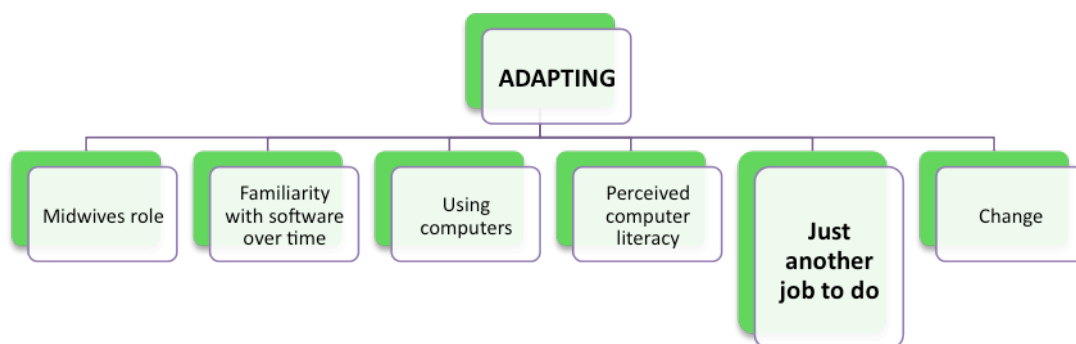 ADAPTING
Midwives role
Familiarity
with software
over time
Using
computers
Perceived
computer
literacy
Just
another
job to do
Change